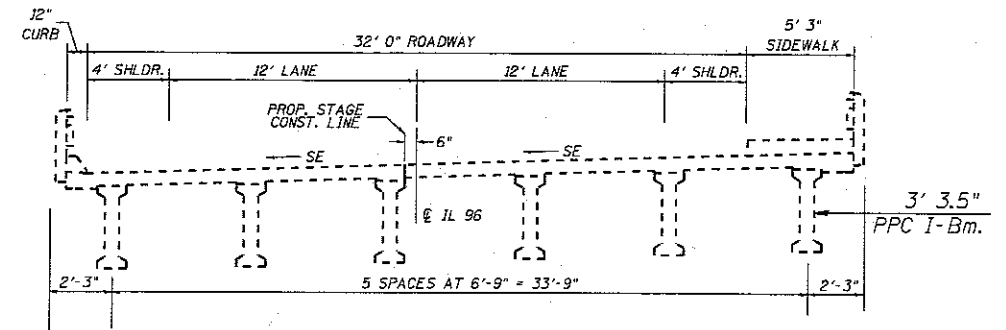 12"
CURB
32' 0" ROADWAY
5' 3"
SIDEWALK
4' SHLDR.
12' LANE
12' LANE
4' SHLDR.
PROP. STAGE
CONST. LINE
6"
SE
SE
℄ IL 96
3' 3.5"
PPC I-Bm.
2'-3"
5 SPACES AT 6'-9" = 33'-9"
2'-3"